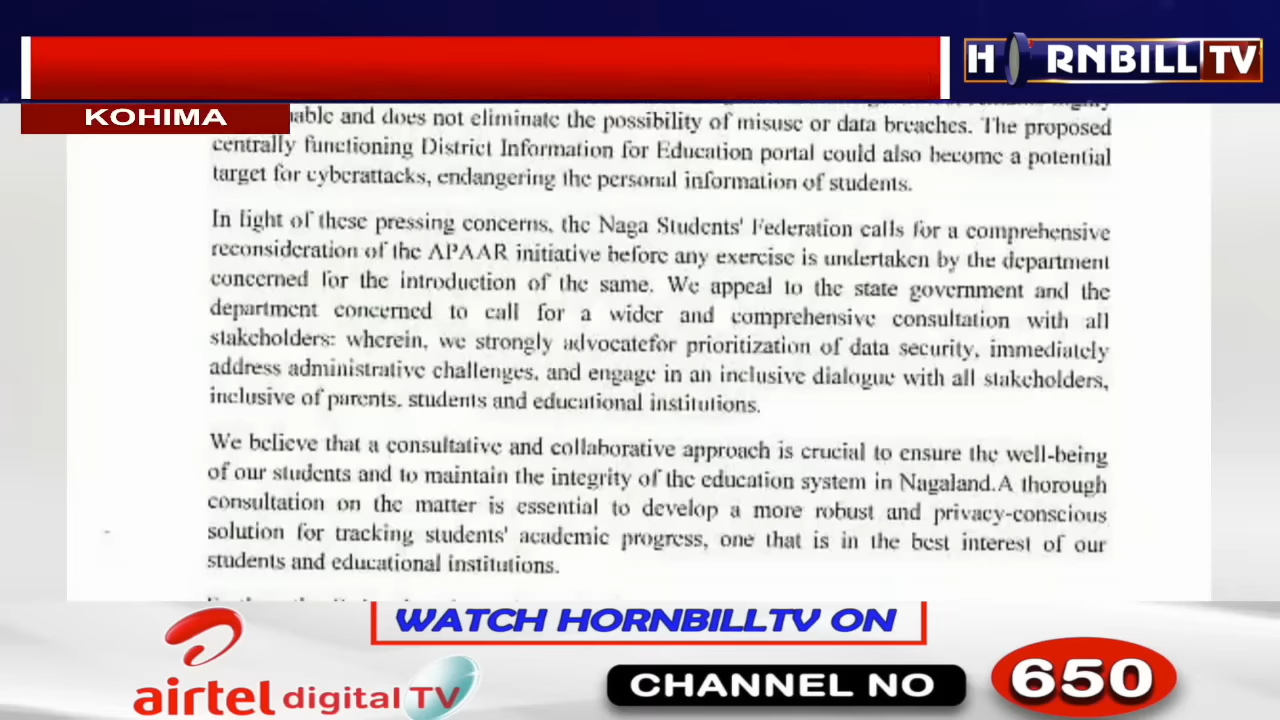 HORNBILL TV
KOHIMA
and does not eliminate the possibility of misuse or data breaches. The proposed
centrally functioning District Information for Education portal could also become a potential
target for cyberattacks, endangering the personal information of students.
In light of these pressing concerns, the Naga Students' Federation calls for a comprehensive
reconsideration of the APAAR initiative before any exercise is undertaken by the department
concerned for the introduction of the same. We appeal to the state government and the
department concerned to call for a wider and comprehensive consultation with all
stakeholders: wherein, we strongly advocatefor prioritization of data security, immediately
address administrative challenges, and engage in an inclusive dialogue with all stakeholders,
inclusive of parents, students and educational institutions.
We believe that a consultative and collaborative approach is crucial to ensure the well-being
of our students and to maintain the integrity of the education system in Nagaland.A thorough
consultation on the matter is essential to develop a more robust and privacy-conscious
solution for tracking students' academic progress, one that is in the best interest of our
students and educational institutions.
WATCH HORNBILLTV ON
airtel digital TV
CHANNEL NO
650